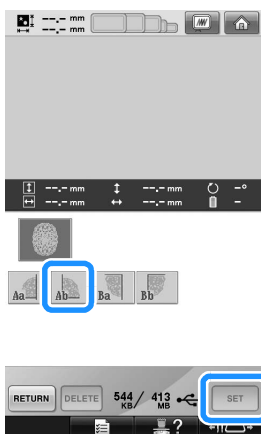 --.- mm
--.- mm
--.- mm --.- mm -°
--.- mm --.- mm -
Aa Ab Ba Bb
RETURN DELETE 544 KB / 413 MB SET
?